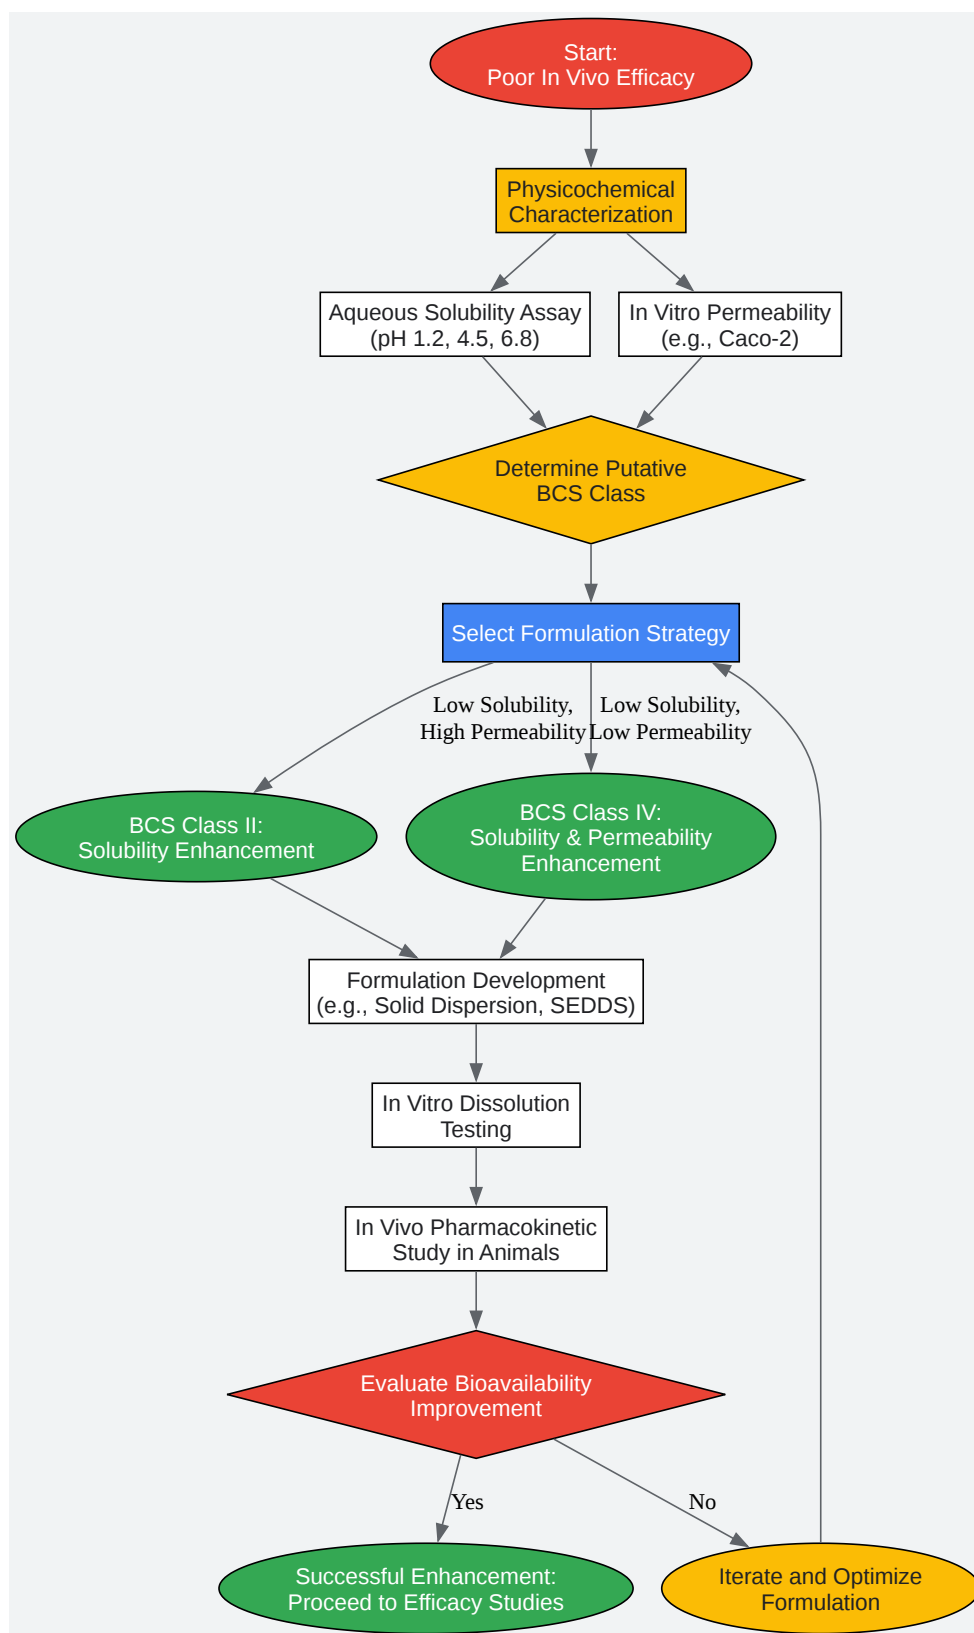 Start:
Poor In Vivo Efficacy
Physicochemical
Characterization
Aqueous Solubility Assay
(pH 1.2, 4.5, 6.8)
In Vitro Permeability
(e.g., Caco-2)
Determine Putative
BCS Class
Select Formulation Strategy
Low Solubility,
High Permeability
Low Solubility,
Low Permeability
BCS Class II:
Solubility Enhancement
BCS Class IV:
Solubility & Permeability
Enhancement
Formulation Development
(e.g., Solid Dispersion, SEDDS)
In Vitro Dissolution
Testing
In Vivo Pharmacokinetic
Study in Animals
Evaluate Bioavailability
Improvement
Yes
No
Successful Enhancement:
Proceed to Efficacy Studies
Iterate and Optimize
Formulation